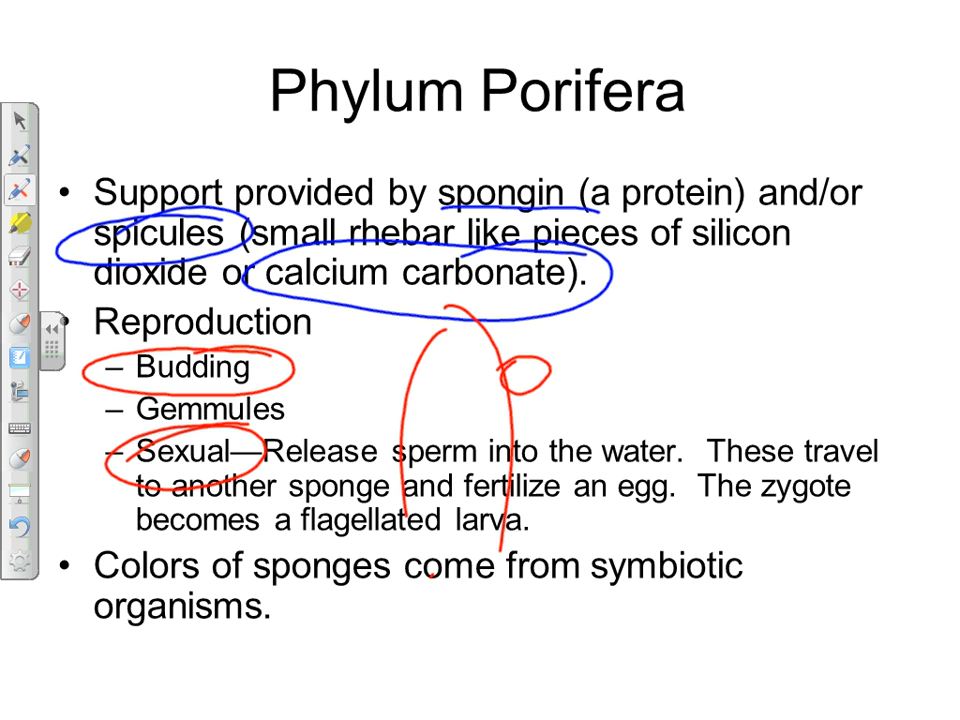 Phylum Porifera
• Support provided by spongin (a protein) and/or
spicules (small rhebar like pieces of silicon
dioxide or calcium carbonate).
• Reproduction
– Budding
– Gemmules
– Sexual—Release sperm into the water. These travel
to another sponge and fertilize an egg. The zygote
becomes a flagellated larva.
• Colors of sponges come from symbiotic
organisms.